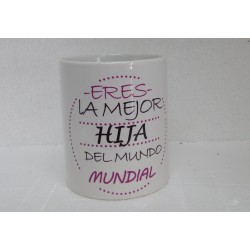 -ERES-
LA MEJOR
HIJA
DEL MUNDO
MUNDIAL